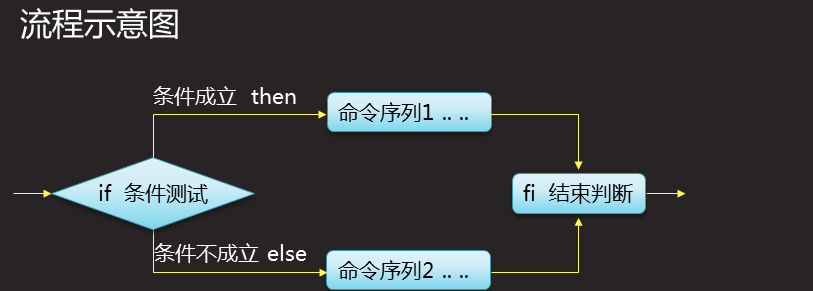 流程示意图
条件成立 then
命令序列1 .. ..
if 条件测试
fi 结束判断
条件不成立 else
命令序列2 .. ..